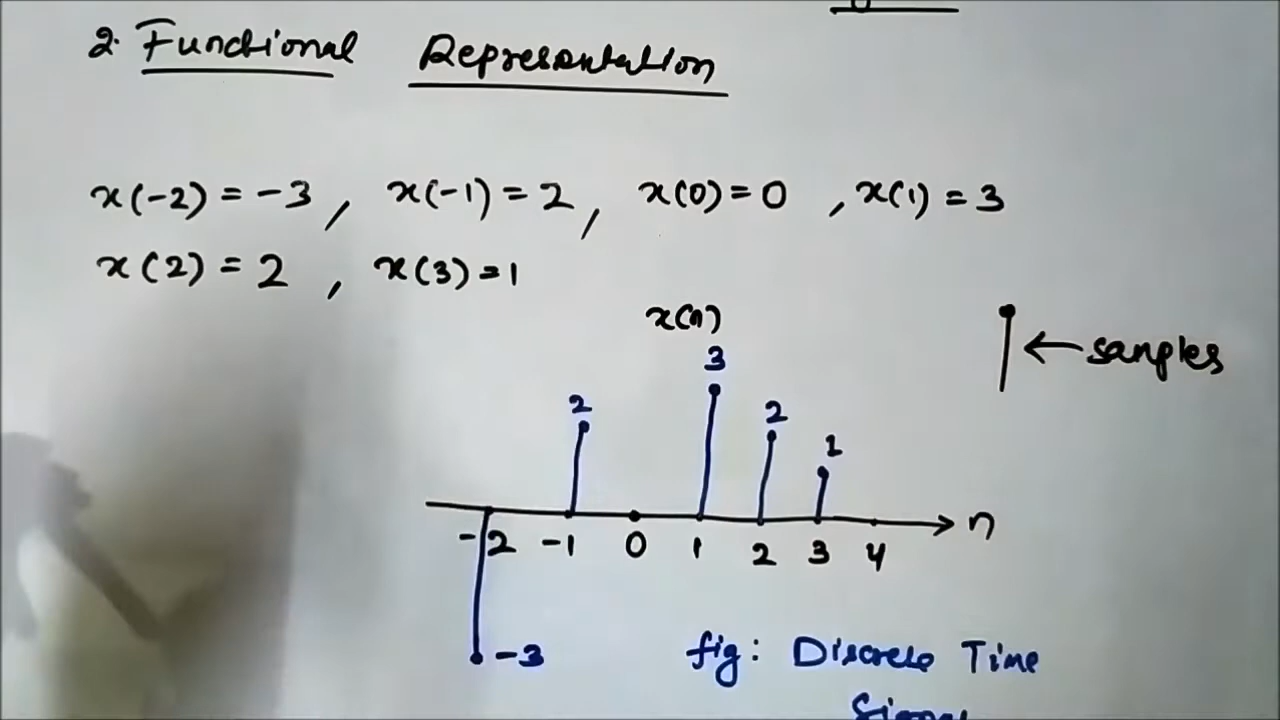 2. Functional Representation
x(-2) = -3 , x(-1) = 2 , x(0) = 0 , x(1) = 3
x(2) = 2 , x(3) = 1
x(n)
samples
3
2
2
1
n
-2 -1 0 1 2 3 4
-3
fig: Discrete Time
Signal